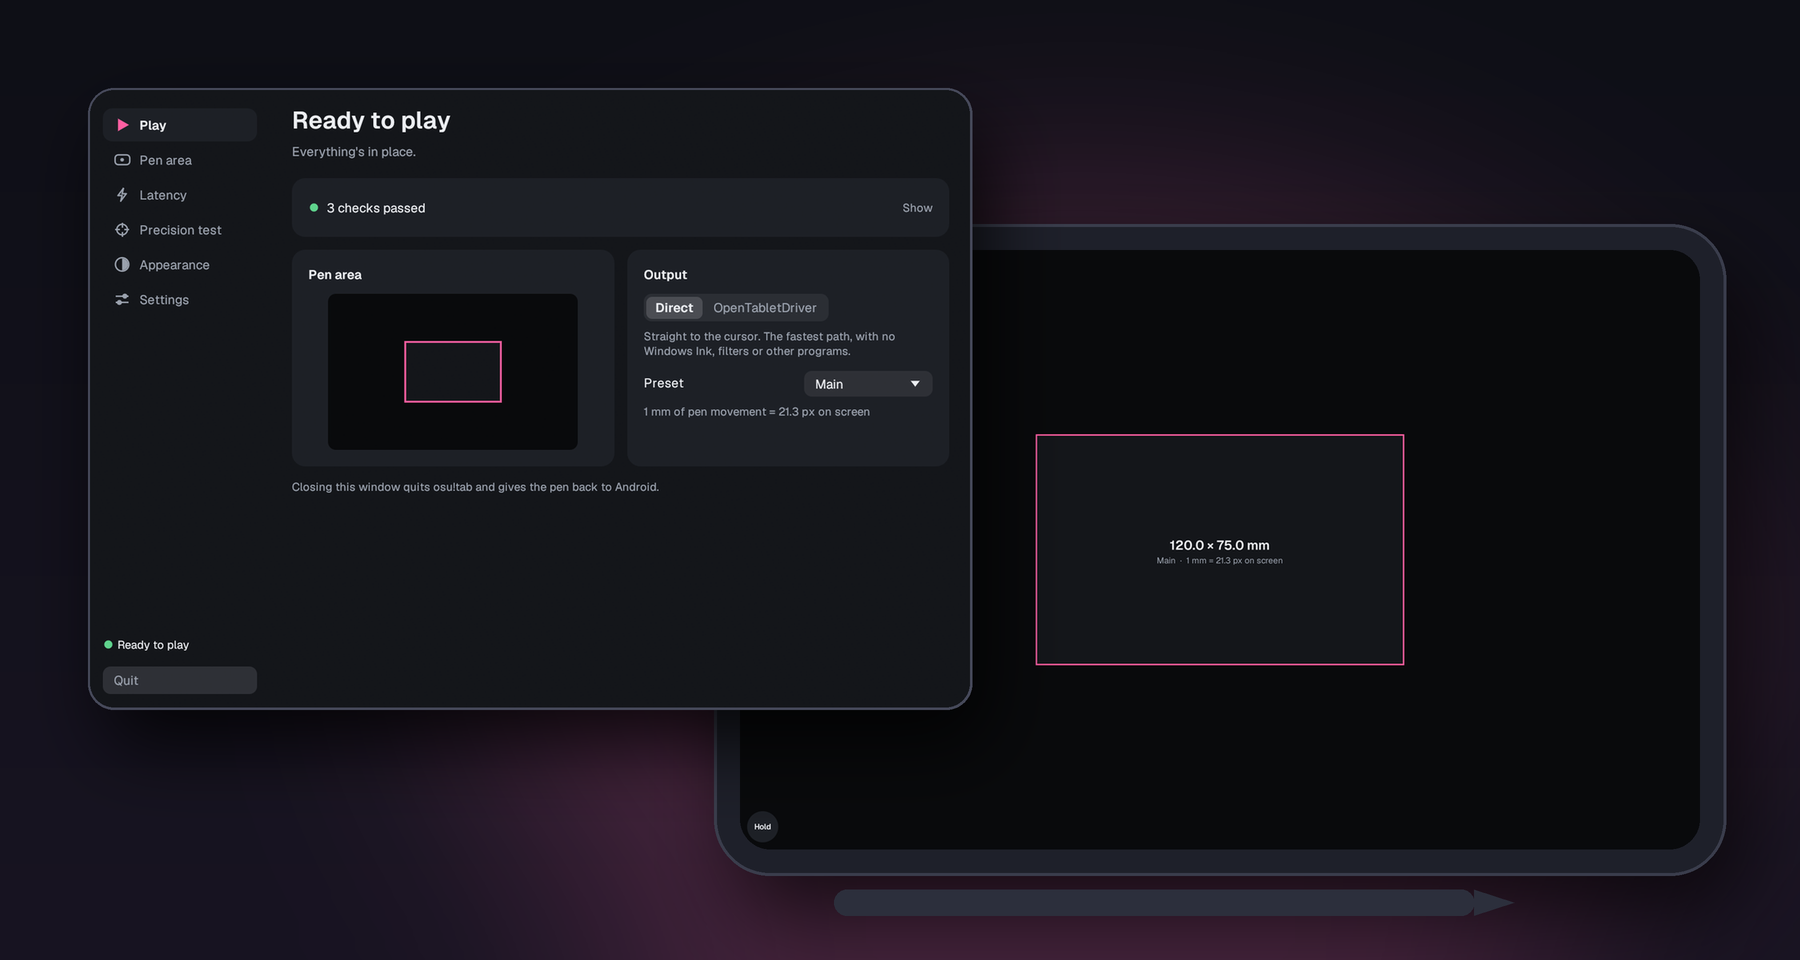 Play
Pen area
Latency
Precision test
Appearance
Settings
Ready to play
Quit
Ready to play
Everything's in place.
3 checks passed
Show
Pen area
Output
Direct
OpenTabletDriver
Straight to the cursor. The fastest path, with no
Windows Ink, filters or other programs.
Preset
Main
1 mm of pen movement = 21.3 px on screen
Closing this window quits osu!tab and gives the pen back to Android.
120.0 × 75.0 mm
Main · 1 mm = 21.3 px on screen
Hold